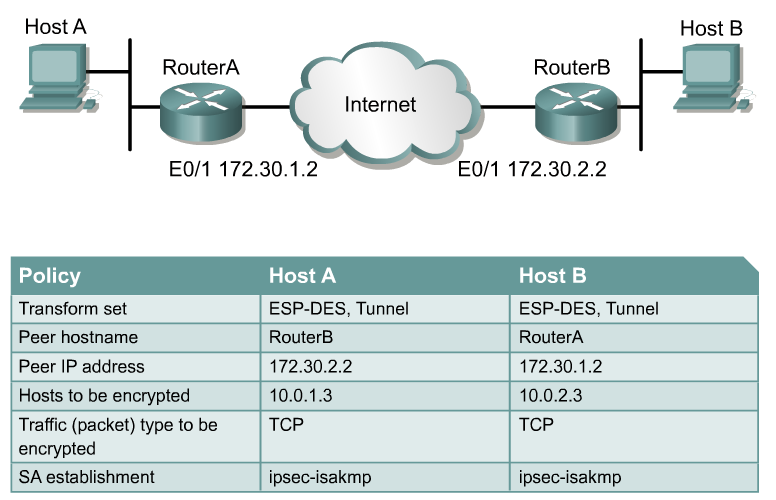 Host A
Host B
RouterA
RouterB
Internet
E0/1 172.30.1.2
E0/1 172.30.2.2
Policy Host A Host B
Transform set ESP-DES, Tunnel ESP-DES, Tunnel
Peer hostname RouterB RouterA
Peer IP address 172.30.2.2 172.30.1.2
Hosts to be encrypted 10.0.1.3 10.0.2.3
Traffic (packet) type to be TCP TCP
encrypted
SA establishment ipsec-isakmp ipsec-isakmp